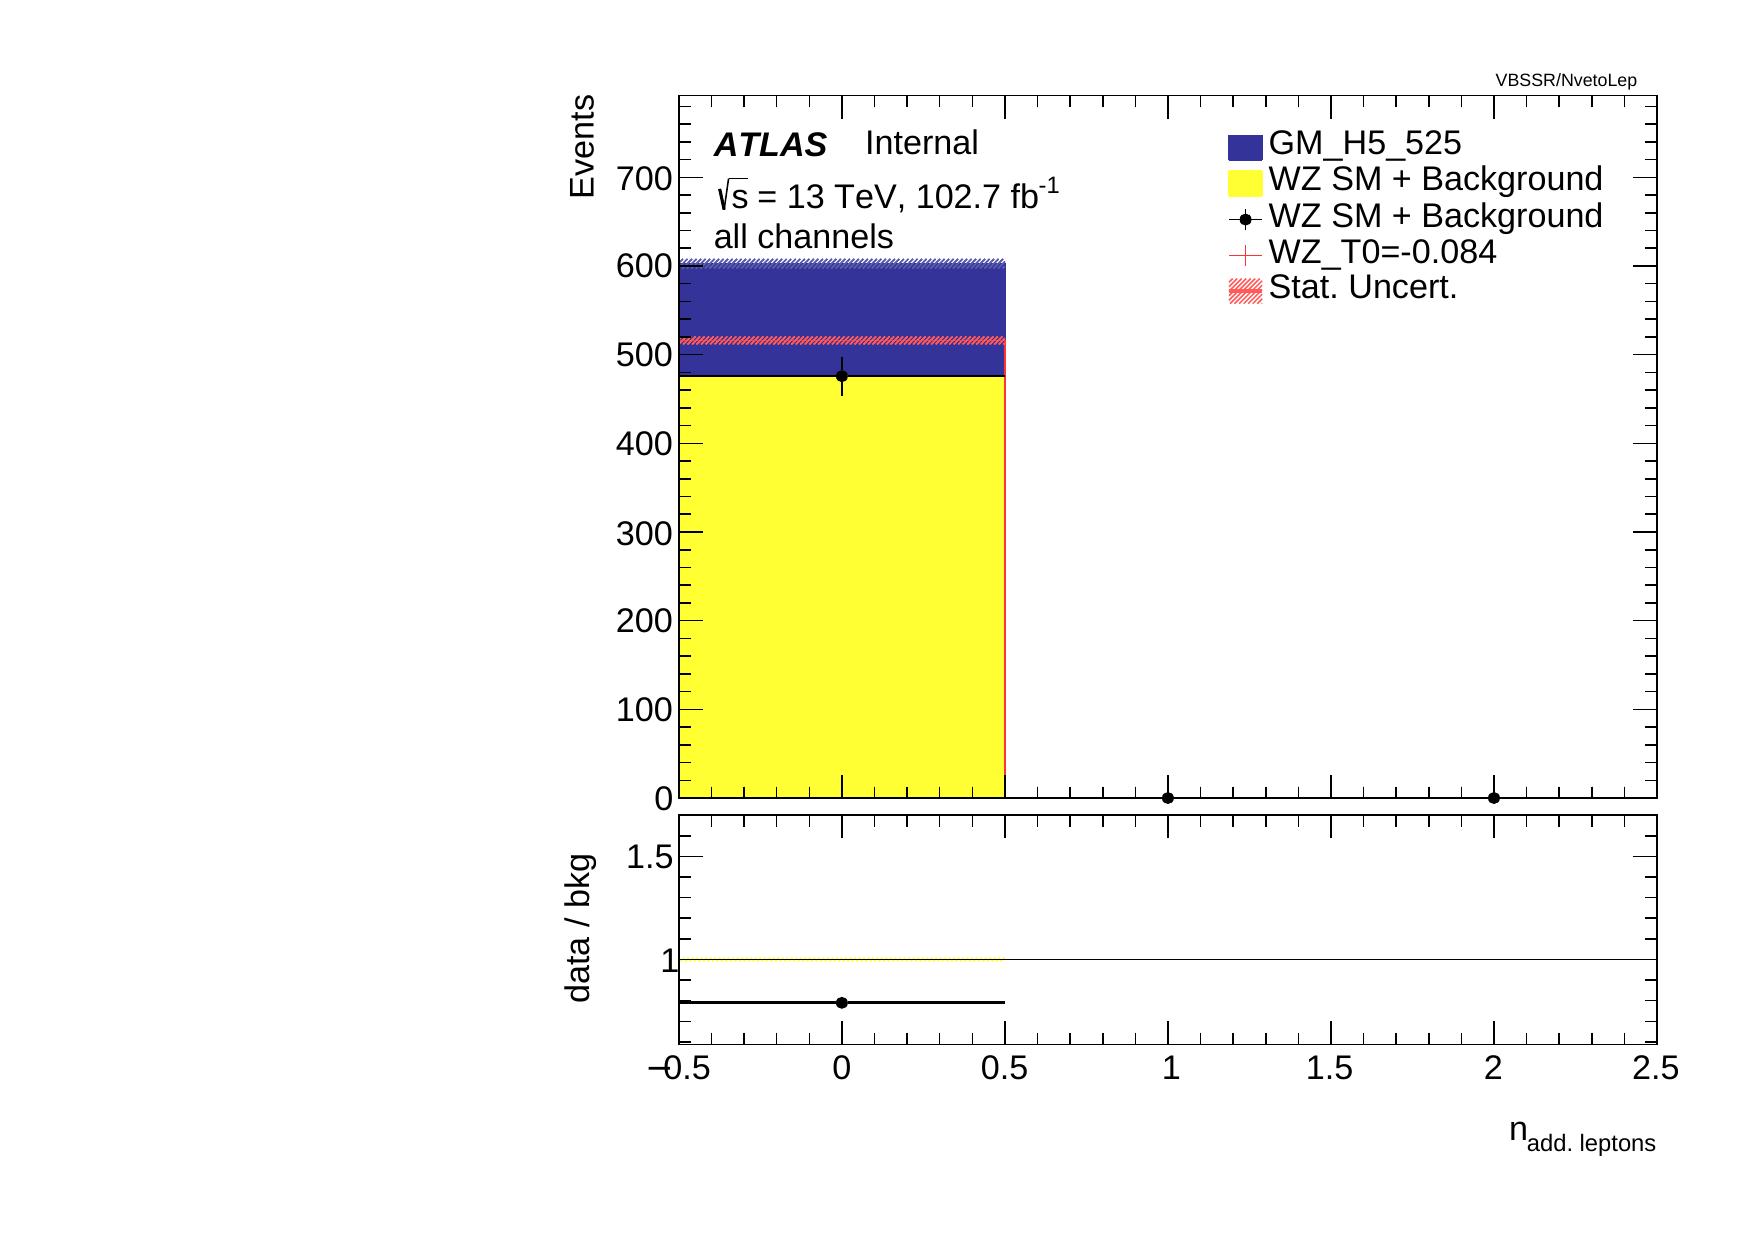 VBSSR/NvetoLep
Events
ATLAS Internal
√s = 13 TeV, 102.7 fb-1
all channels
GM_H5_525
WZ SM + Background
WZ SM + Background
WZ_T0=-0.084
Stat. Uncert.
700
600
500
400
300
200
100
0
data / bkg
1.5
1
−0.5 0 0.5 1 1.5 2 2.5
nadd. leptons